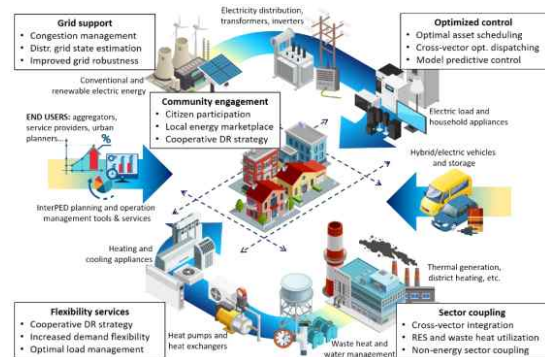 Grid support
• Congestion management
• Distr. grid state estimation
• Improved grid robustness
Electricity distribution,
transformers, inverters
Optimized control
• Optimal asset scheduling
• Cross-vector opt. dispatching
• Model predictive control
Conventional and
renewable electric energy
Community engagement
• Citizen participation
• Local energy marketplace
• Cooperative DR strategy
Electric load and
household appliances
END USERS: aggregators,
service providers, urban
planners
%
Hybrid/electric vehicles
and storage
InterPED planning and operation
management tools & services
Heating and
cooling appliances
Thermal generation,
district heating, etc.
Flexibility services
• Cooperative DR strategy
• Increased demand flexibility
• Optimal load management
Heat pumps and
heat exchangers
Waste heat and
water management
Sector coupling
• Cross-vector integration
• RES and waste heat utilization
• Non-energy sector coupling